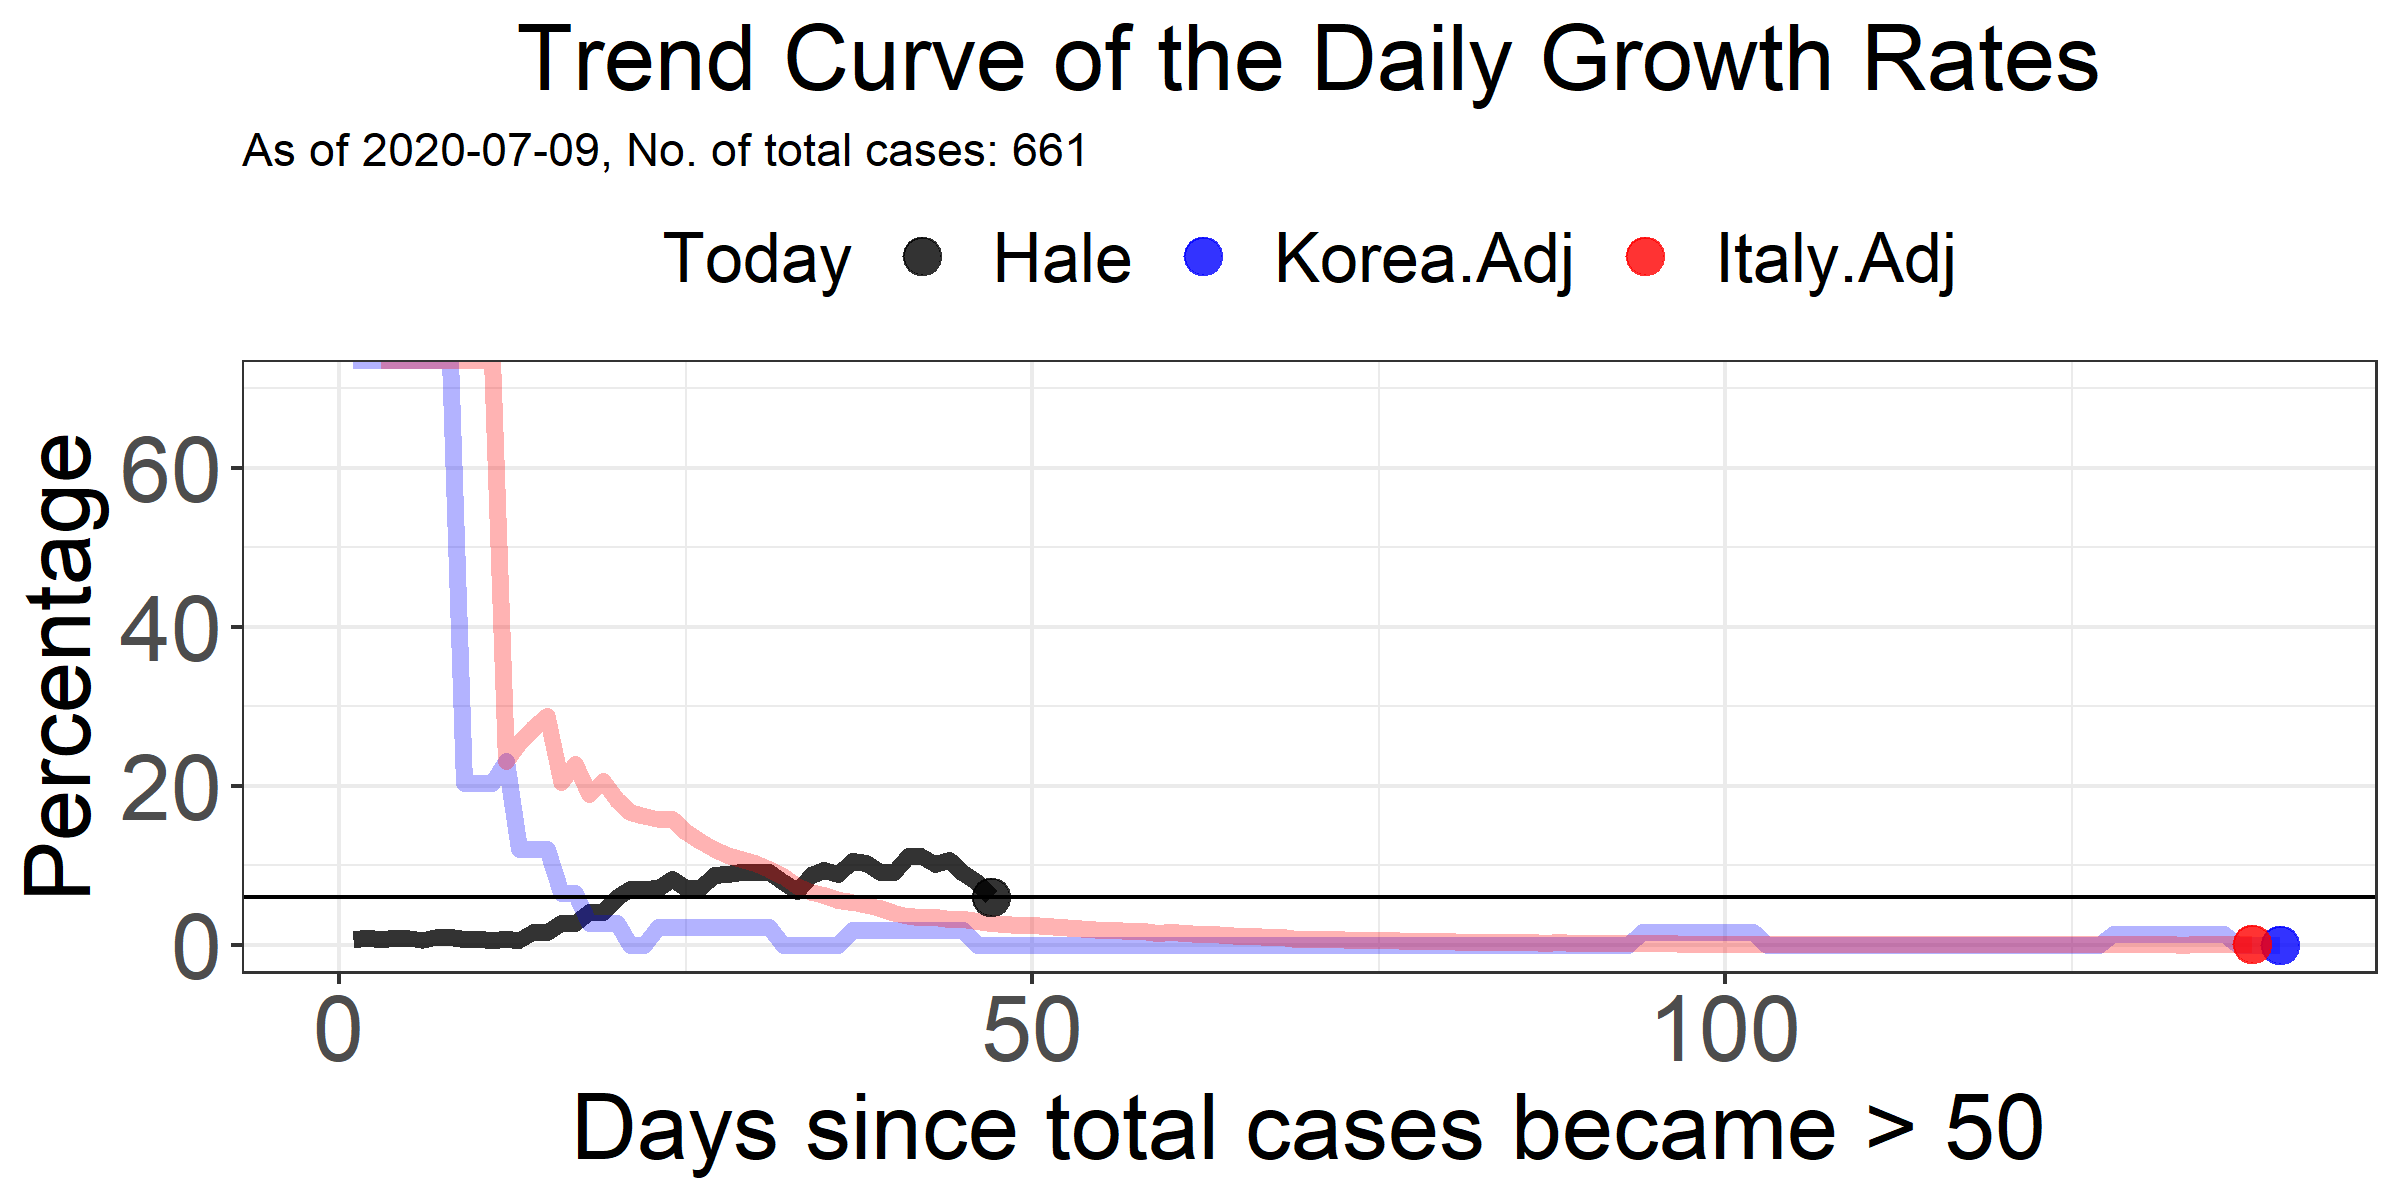 Trend Curve of the Daily Growth Rates
As of 2020-07-09, No. of total cases: 661
Today Hale Korea.Adj Italy.Adj
Percentage
60
40
20
0
0 50 100
Days since total cases became > 50